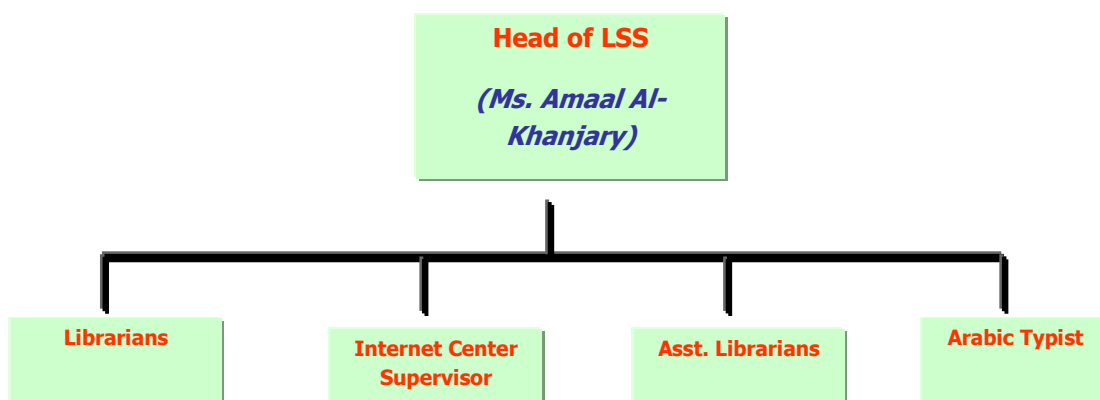 Head of LSS
(Ms. Amaal Al-
Khanjary)
Librarians
Internet Center
Supervisor
Asst. Librarians
Arabic Typist